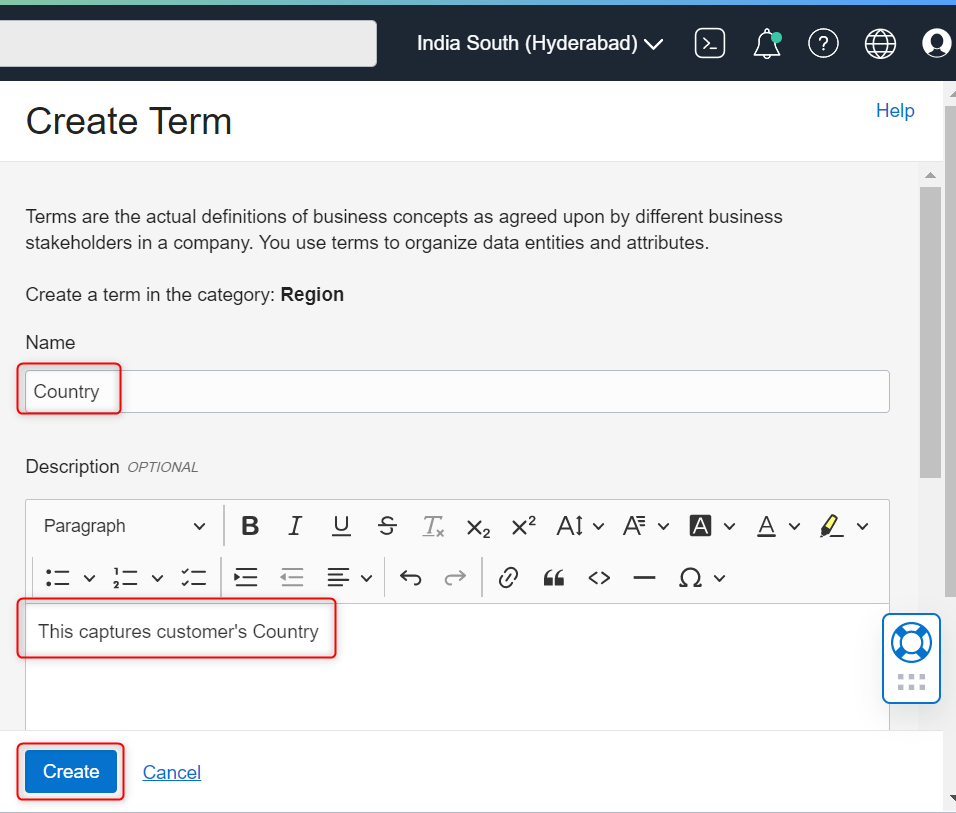 India South (Hyderabad)
Create Term
Help
Terms are the actual definitions of business concepts as agreed upon by different business
stakeholders in a company. You use terms to organize data entities and attributes.
Create a term in the category: Region
Name
Country
Description OPTIONAL
Paragraph
This captures customer's Country
Create Cancel